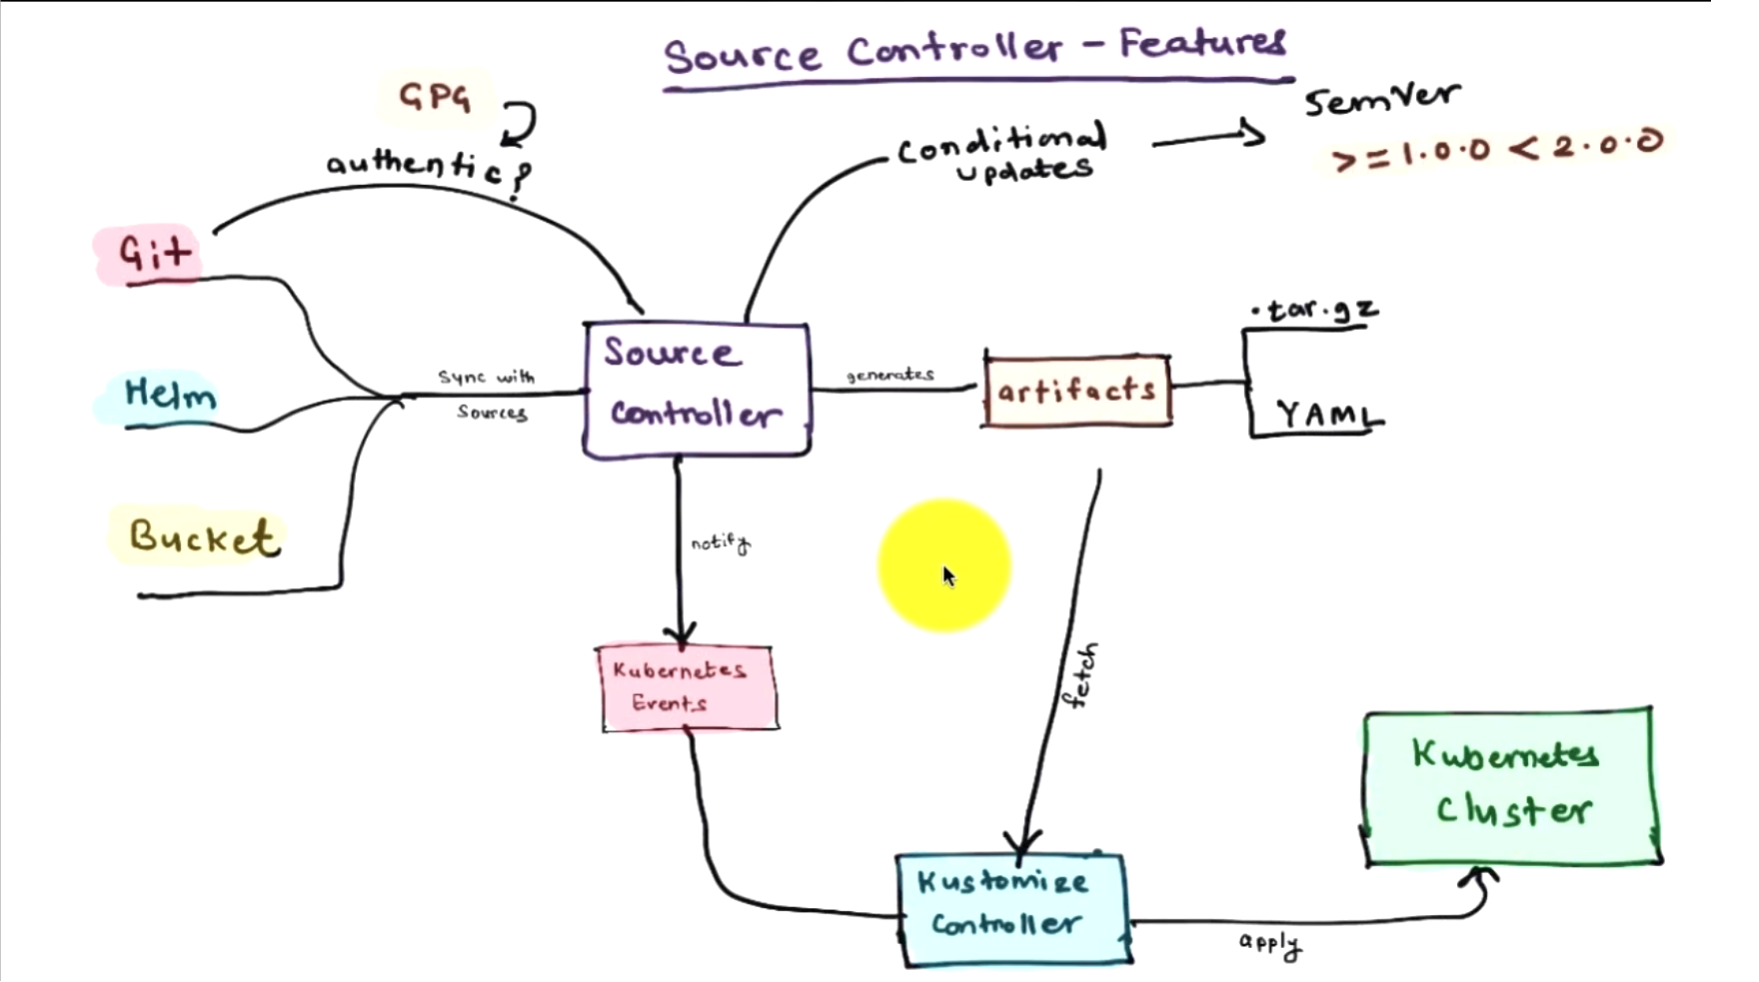 Source Controller - Features
GPG
authentic?
Conditional
updates
SemVer
>=1.0.0 < 2.0.0
Git
Helm
Bucket
Sync with
Sources
Source
Controller
generates
artifacts
.tar.gz
YAML
notify
Kubernetes
Events
fetch
Kustomize
Controller
apply
Kubernetes
Cluster